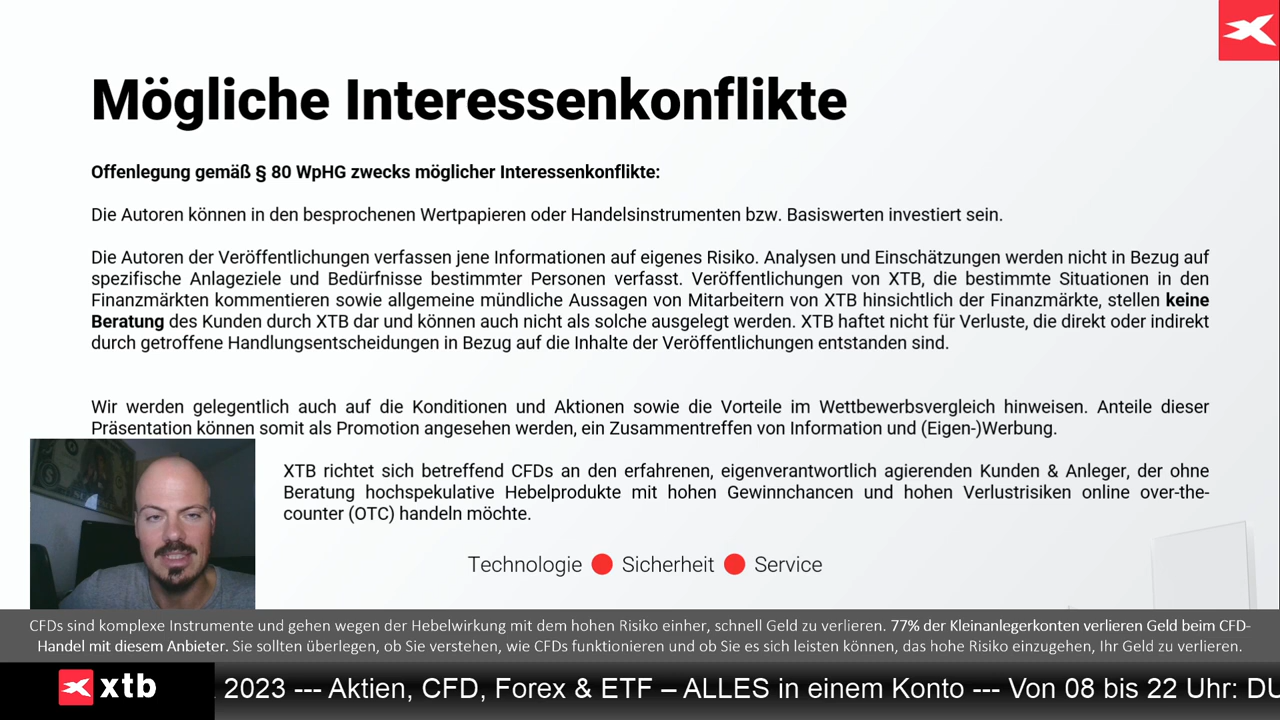 Mögliche Interessenkonflikte
Offenlegung gemäß § 80 WpHG zwecks möglicher Interessenkonflikte:
Die Autoren können in den besprochenen Wertpapieren oder Handelsinstrumenten bzw. Basiswerten investiert sein.
Die Autoren der Veröffentlichungen verfassen jene Informationen auf eigenes Risiko. Analysen und Einschätzungen werden nicht in Bezug auf
spezifische Anlageziele und Bedürfnisse bestimmter Personen verfasst. Veröffentlichungen von XTB, die bestimmte Situationen in den
Finanzmärkten kommentieren sowie allgemeine mündliche Aussagen von Mitarbeitern von XTB hinsichtlich der Finanzmärkte, stellen keine
Beratung des Kunden durch XTB dar und können auch nicht als solche ausgelegt werden. XTB haftet nicht für Verluste, die direkt oder indirekt
durch getroffene Handlungsentscheidungen in Bezug auf die Inhalte der Veröffentlichungen entstanden sind.
Wir werden gelegentlich auch auf die Konditionen und Aktionen sowie die Vorteile im Wettbewerbsvergleich hinweisen. Anteile dieser
Präsentation können somit als Promotion angesehen werden, ein Zusammentreffen von Information und (Eigen-)Werbung.
XTB richtet sich betreffend CFDs an den erfahrenen, eigenverantwortlich agierenden Kunden & Anleger, der ohne
Beratung hochspekulative Hebelprodukte mit hohen Gewinnchancen und hohen Verlustrisiken online over-the-
counter (OTC) handeln möchte.
Technologie Sicherheit Service
CFDs sind komplexe Instrumente und gehen wegen der Hebelwirkung mit dem hohen Risiko einher, schnell Geld zu verlieren. 77% der Kleinanlegerkonten verlieren Geld beim CFD-
Handel mit diesem Anbieter. Sie sollten überlegen, ob Sie verstehen, wie CFDs funktionieren und ob Sie es sich leisten können, das hohe Risiko einzugehen, Ihr Geld zu verlieren.
xtb 2023 --- Aktien, CFD, Forex & ETF – ALLES in einem Konto --- Von 08 bis 22 Uhr: DU